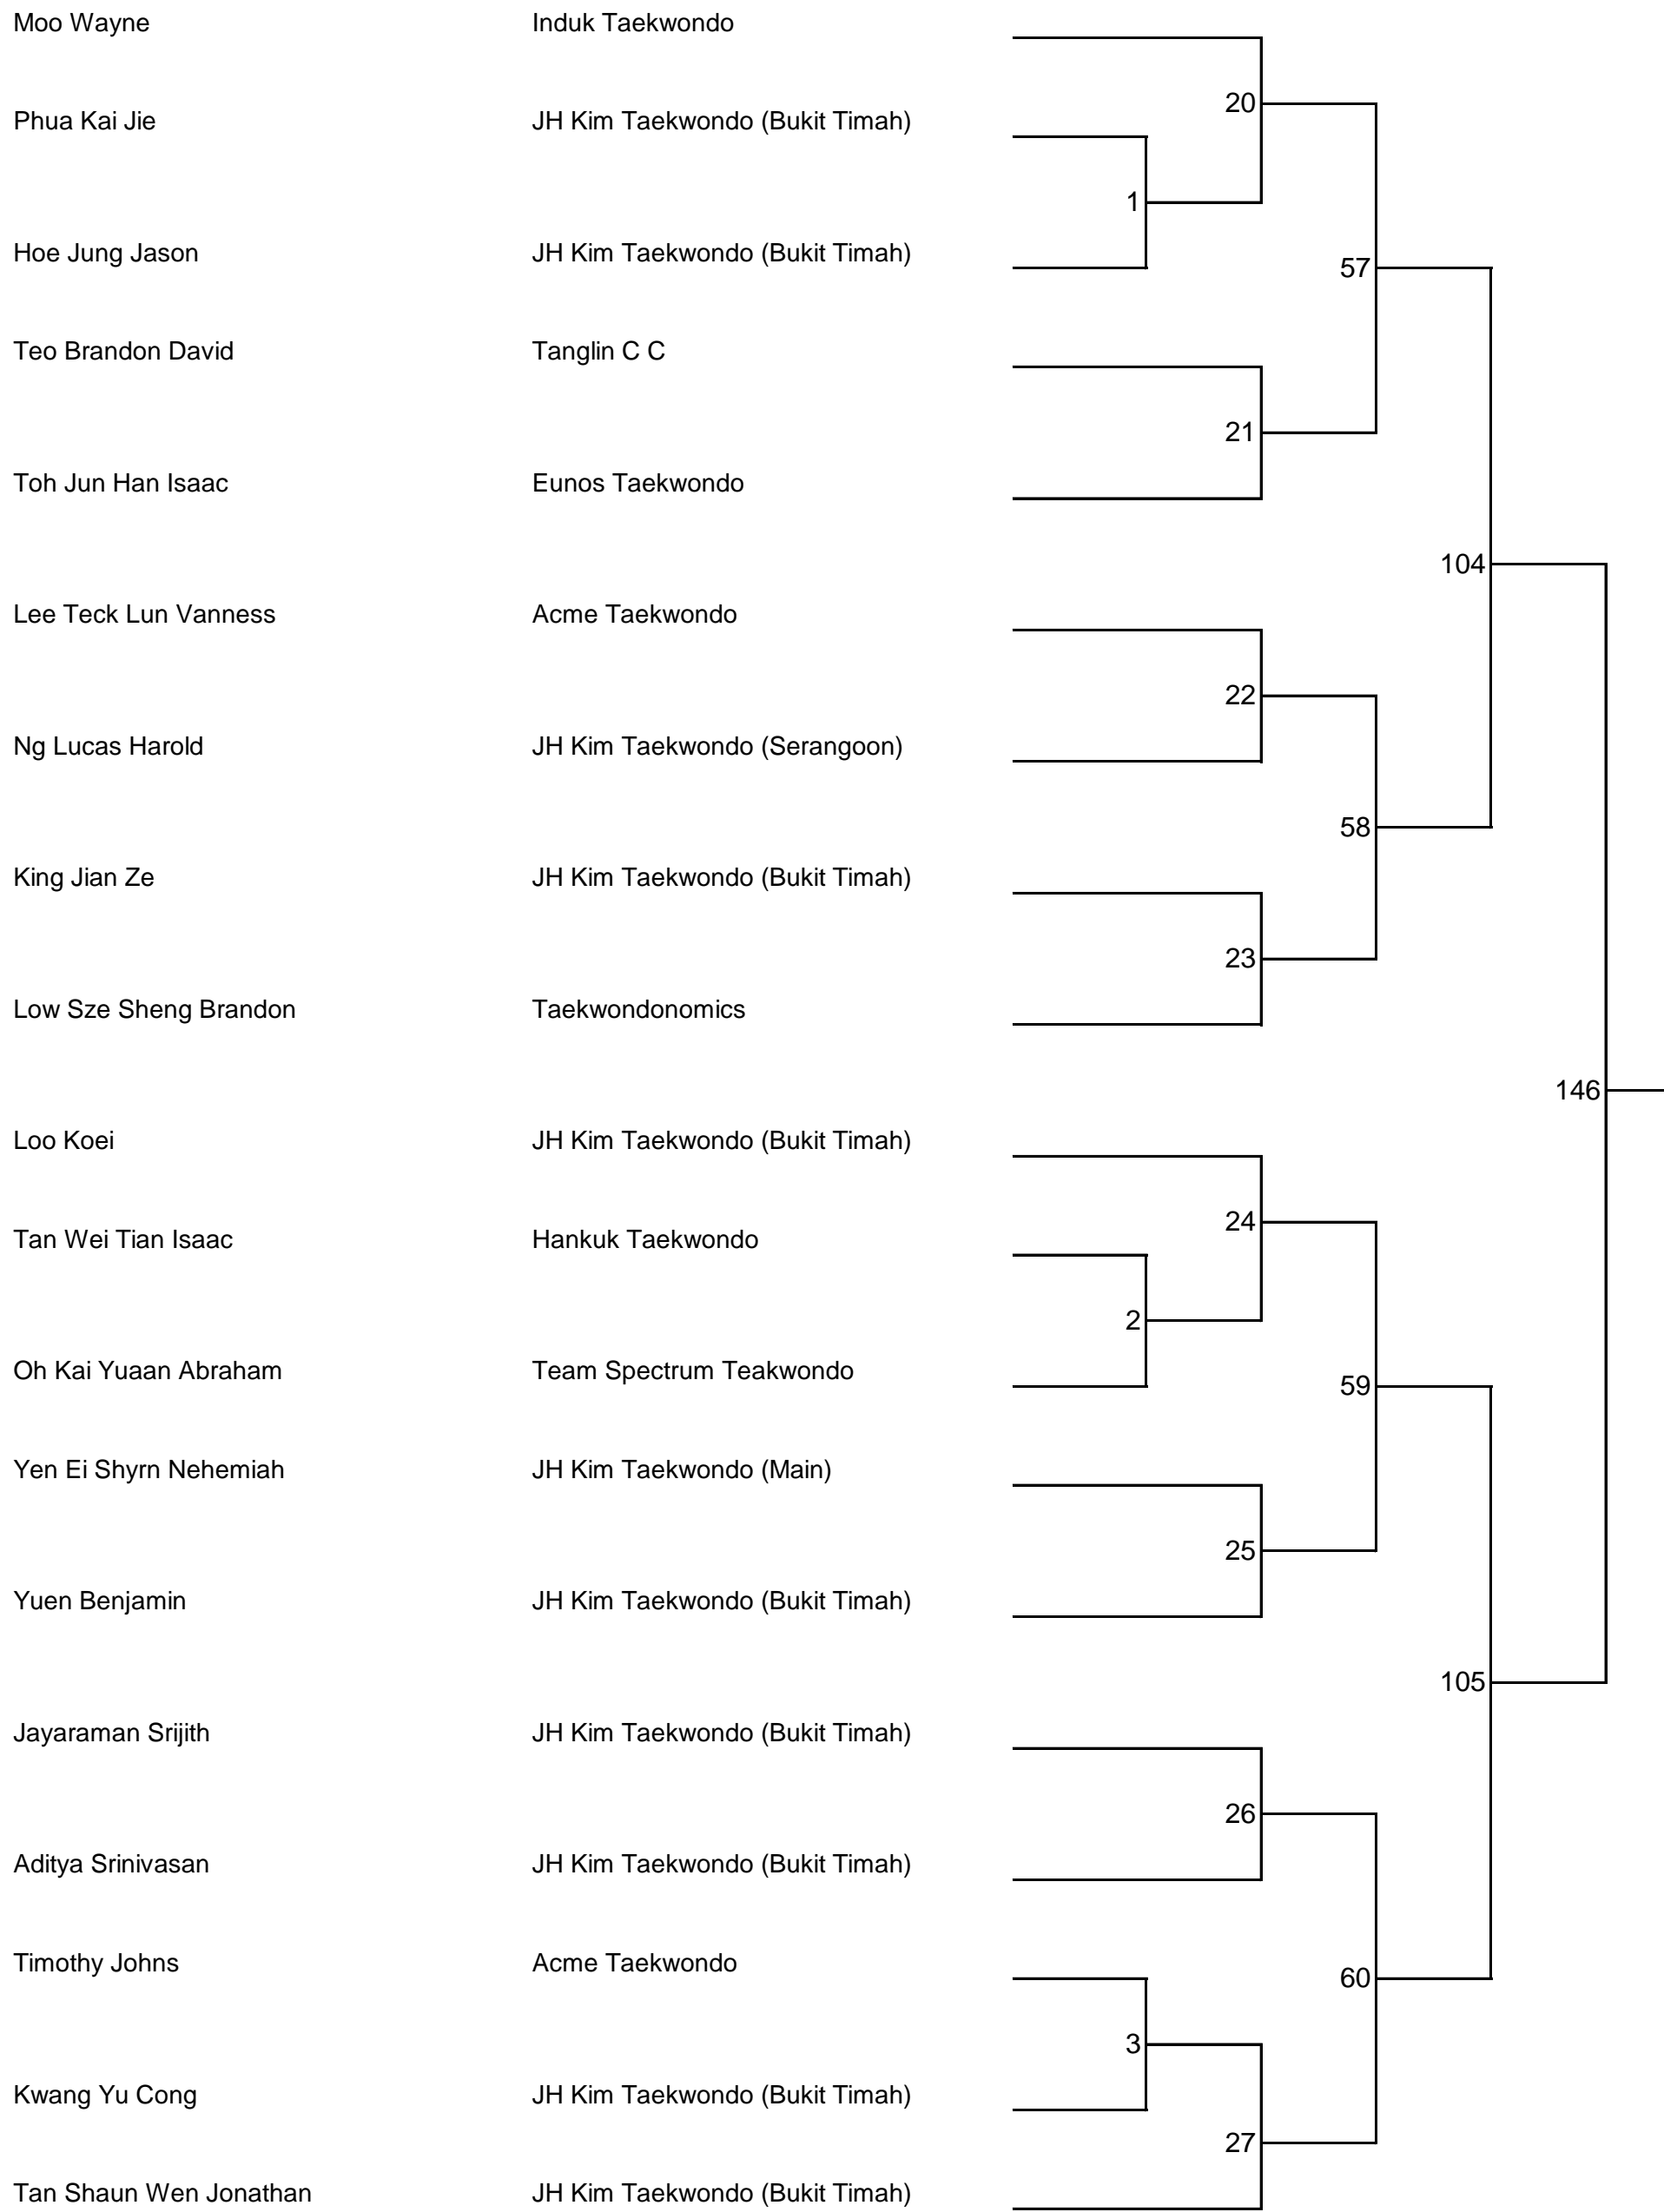 Moo Wayne Induk Taekwondo
20
Phua Kai Jie JH Kim Taekwondo (Bukit Timah)
1
Hoe Jung Jason JH Kim Taekwondo (Bukit Timah)
57
Teo Brandon David Tanglin C C
21
Toh Jun Han Isaac Eunos Taekwondo
104
Lee Teck Lun Vanness Acme Taekwondo
22
Ng Lucas Harold JH Kim Taekwondo (Serangoon)
58
King Jian Ze JH Kim Taekwondo (Bukit Timah)
23
Low Sze Sheng Brandon Taekwondonomics
146
Loo Koei JH Kim Taekwondo (Bukit Timah)
24
Tan Wei Tian Isaac Hankuk Taekwondo
2
Oh Kai Yuaan Abraham Team Spectrum Teakwondo
59
Yen Ei Shyrn Nehemiah JH Kim Taekwondo (Main)
25
Yuen Benjamin JH Kim Taekwondo (Bukit Timah)
105
Jayaraman Srijith JH Kim Taekwondo (Bukit Timah)
26
Aditya Srinivasan JH Kim Taekwondo (Bukit Timah)
Timothy Johns Acme Taekwondo
60
3
Kwang Yu Cong JH Kim Taekwondo (Bukit Timah)
27
Tan Shaun Wen Jonathan JH Kim Taekwondo (Bukit Timah)